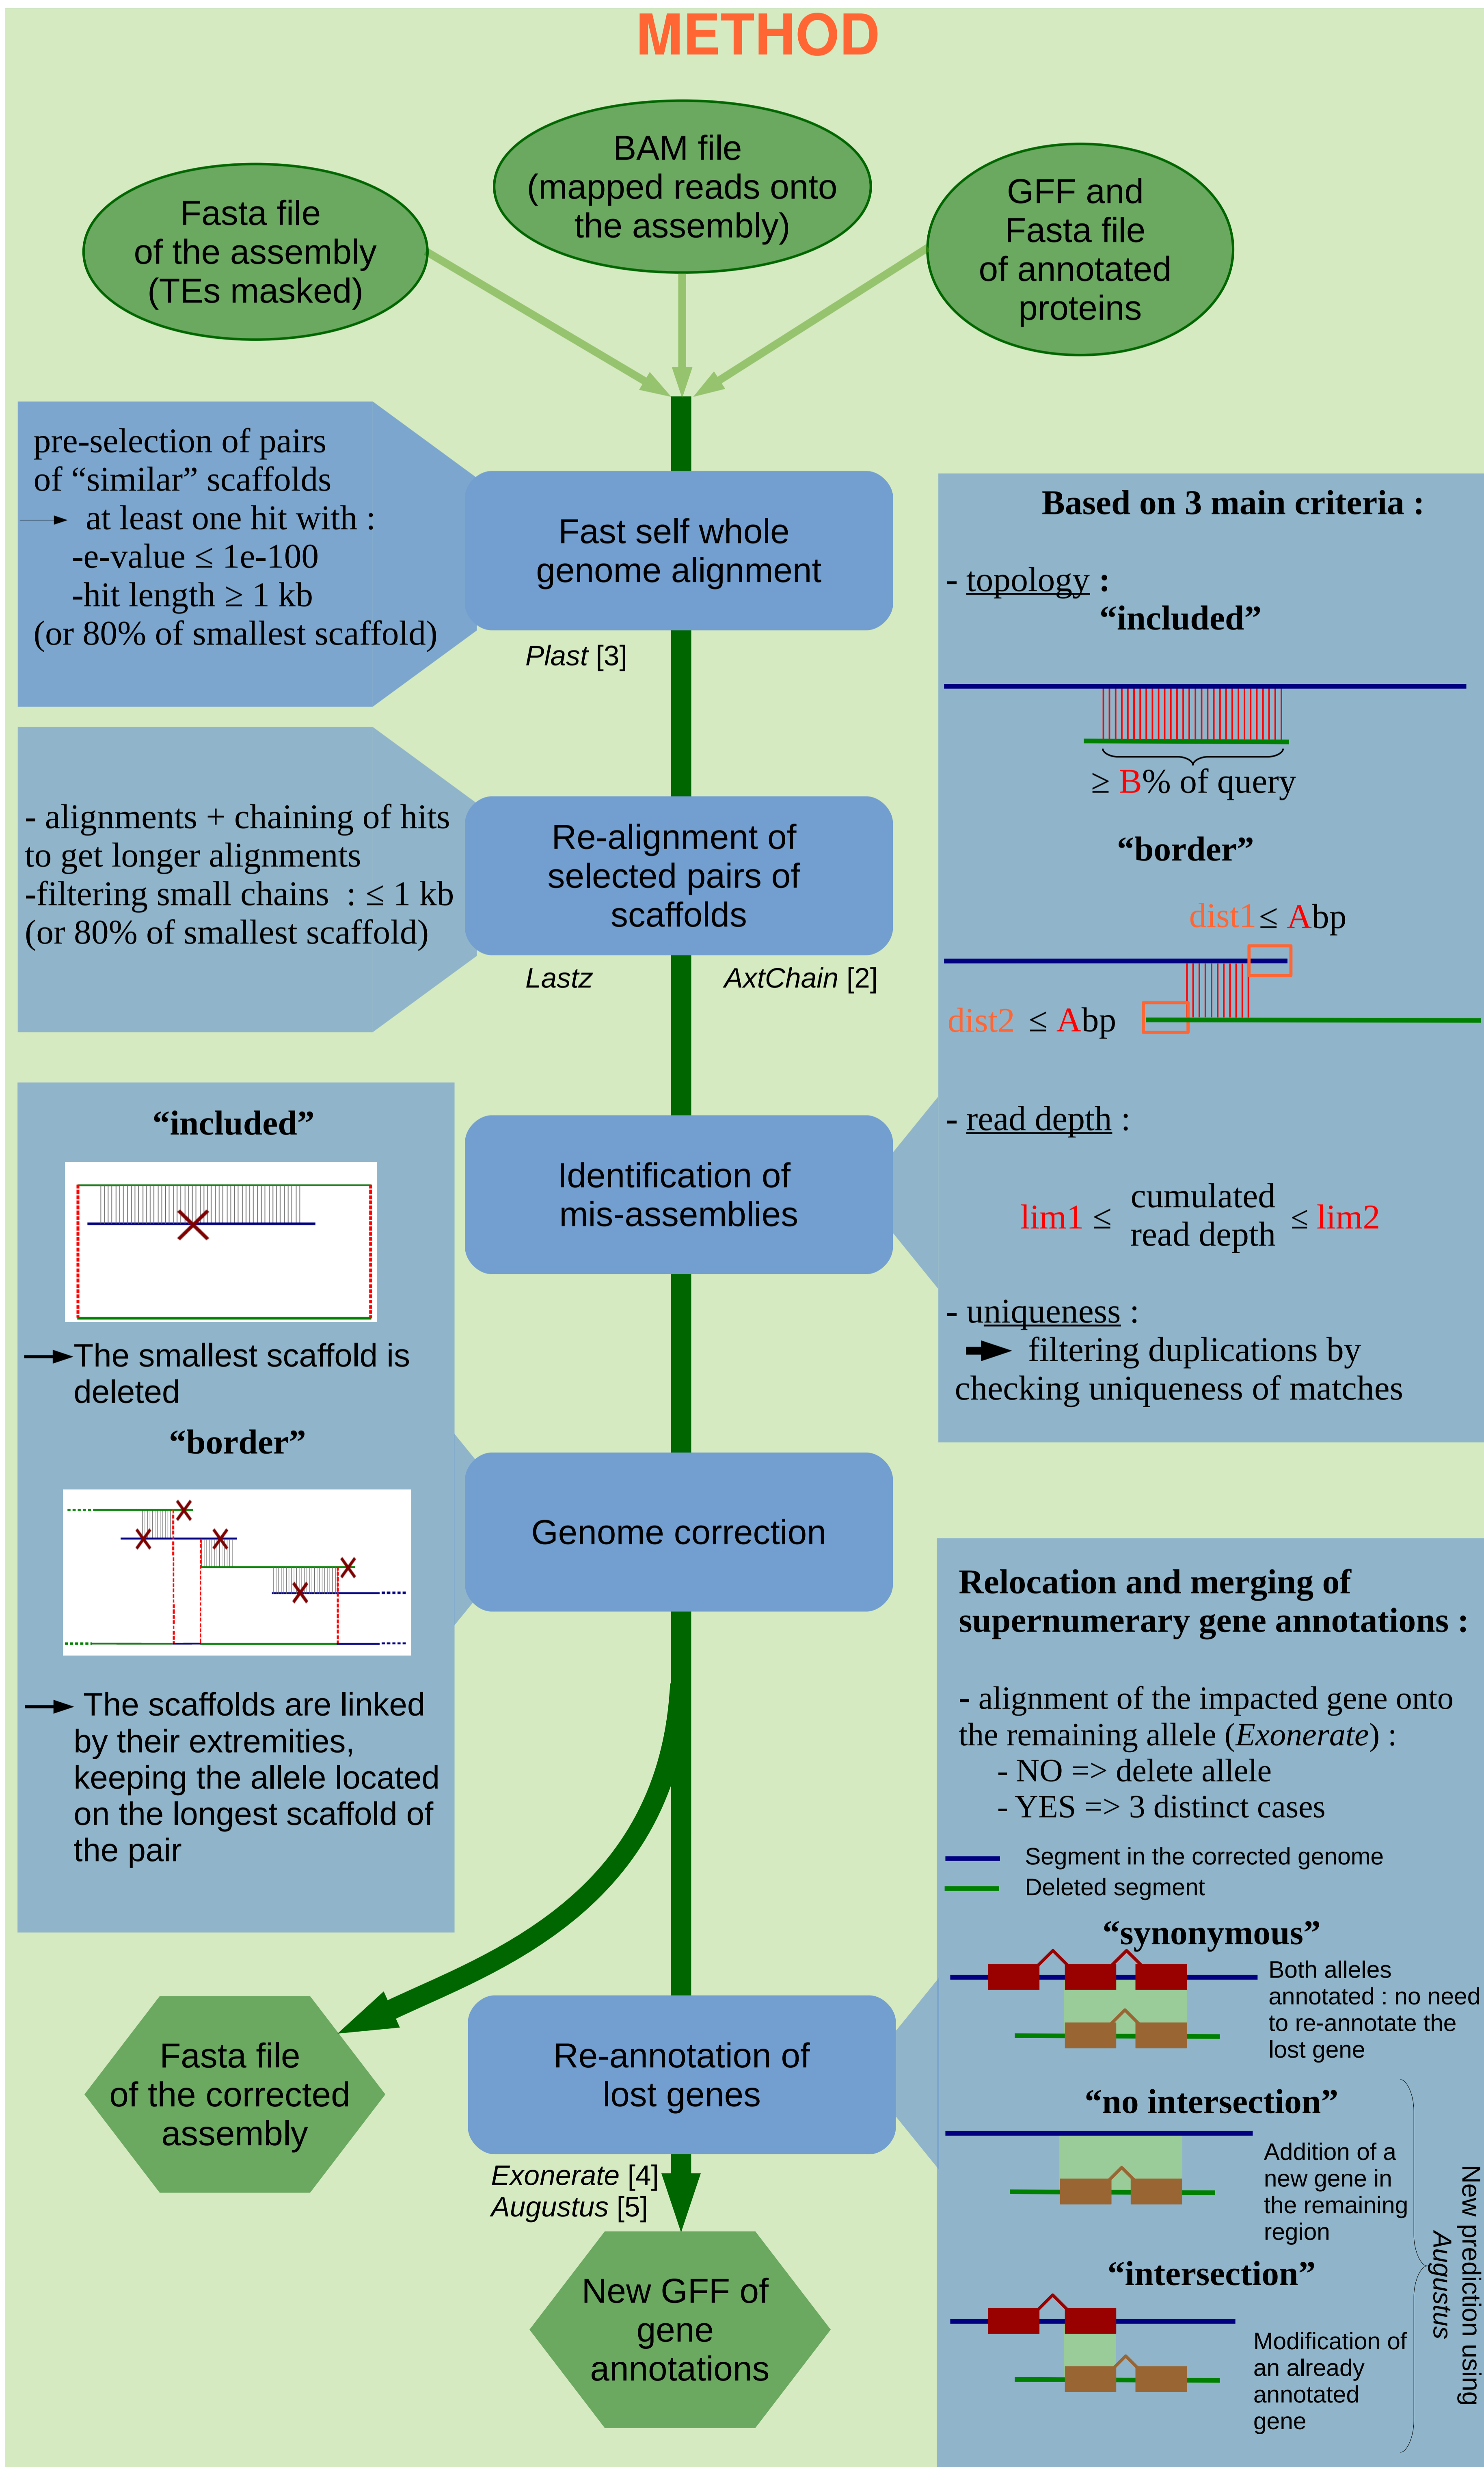 METHOD
Fasta file
of the assembly
(TEs masked)
BAM file
(mapped reads onto
the assembly)
GFF and
Fasta file
of annotated
proteins
pre-selection of pairs
of “similar” scaffolds
at least one hit with :
-e-value ≤ 1e-100
-hit length ≥ 1 kb
(or 80% of smallest scaffold)
Fast self whole
genome alignment
Plast [3]
- alignments + chaining of hits
to get longer alignments
-filtering small chains : ≤ 1 kb
(or 80% of smallest scaffold)
Re-alignment of
selected pairs of
scaffolds
Lastz
AxtChain [2]
Based on 3 main criteria :
- topology :
“included”
≥ B% of query
“border”
dist1 ≤ Abp
dist2 ≤ Abp
- read depth :
lim1 ≤ cumulated
read depth ≤ lim2
- uniqueness :
filtering duplications by
checking uniqueness of matches
Identification of
mis-assemblies
“included”
The smallest scaffold is
deleted
“border”
The scaffolds are linked
by their extremities,
keeping the allele located
on the longest scaffold of
the pair
Genome correction
Relocation and merging of
supernumerary gene annotations :
- alignment of the impacted gene onto
the remaining allele (Exonerate) :
- NO => delete allele
- YES => 3 distinct cases
Segment in the corrected genome
Deleted segment
“synonymous”
Both alleles
annotated : no need
to re-annotate the
lost gene
“no intersection”
Addition of a
new gene in
the remaining
region
“intersection”
Modification of
an already
annotated
gene
New prediction using
Augustus
Fasta file
of the corrected
assembly
Re-annotation of
lost genes
Exonerate [4]
Augustus [5]
New GFF of
gene
annotations